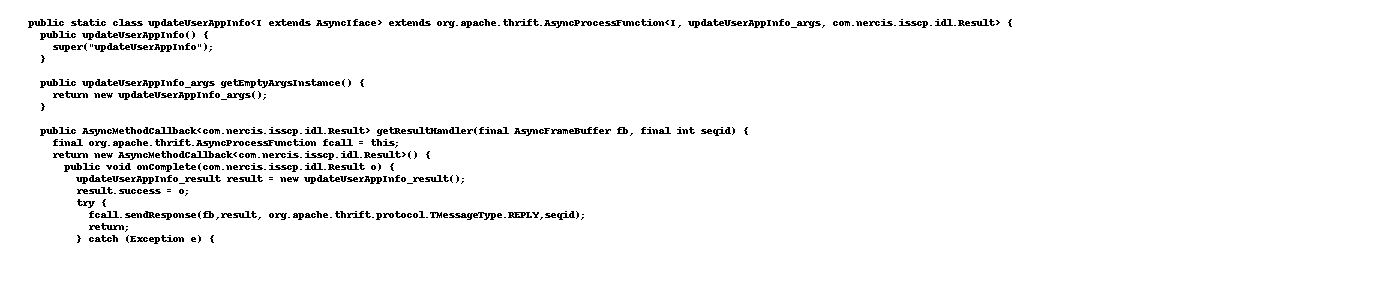 public static class updateUserAppInfo<I extends AsyncIface> extends org.apache.thrift.AsyncProcessFunction<I, updateUserAppInfo_args, com.nercis.isscp.idl.Result> {
  public updateUserAppInfo() {
    super("updateUserAppInfo");
  }

  public updateUserAppInfo_args getEmptyArgsInstance() {
    return new updateUserAppInfo_args();
  }

  public AsyncMethodCallback<com.nercis.isscp.idl.Result> getResultHandler(final AsyncFrameBuffer fb, final int seqid) {
    final org.apache.thrift.AsyncProcessFunction fcall = this;
    return new AsyncMethodCallback<com.nercis.isscp.idl.Result>() {
      public void onComplete(com.nercis.isscp.idl.Result o) {
        updateUserAppInfo_result result = new updateUserAppInfo_result();
        result.success = o;
        try {
          fcall.sendResponse(fb,result, org.apache.thrift.protocol.TMessageType.REPLY,seqid);
          return;
        } catch (Exception e) {